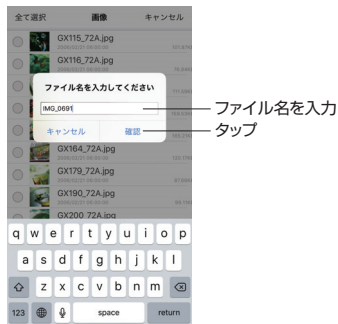 全て選択 画像 キャンセル
GX115_72A.jpg
GX116_72A.jpg
ファイル名を入力してください
IMG_0691
ファイル名を入力
キャンセル 確認
タップ
GX164_72A.jpg
GX179_72A.jpg
GX190_72A.jpg
GX200_72A.jpg
q w e r t y u i o p
a s d f g h j k l
z x c v b n m
123 space return